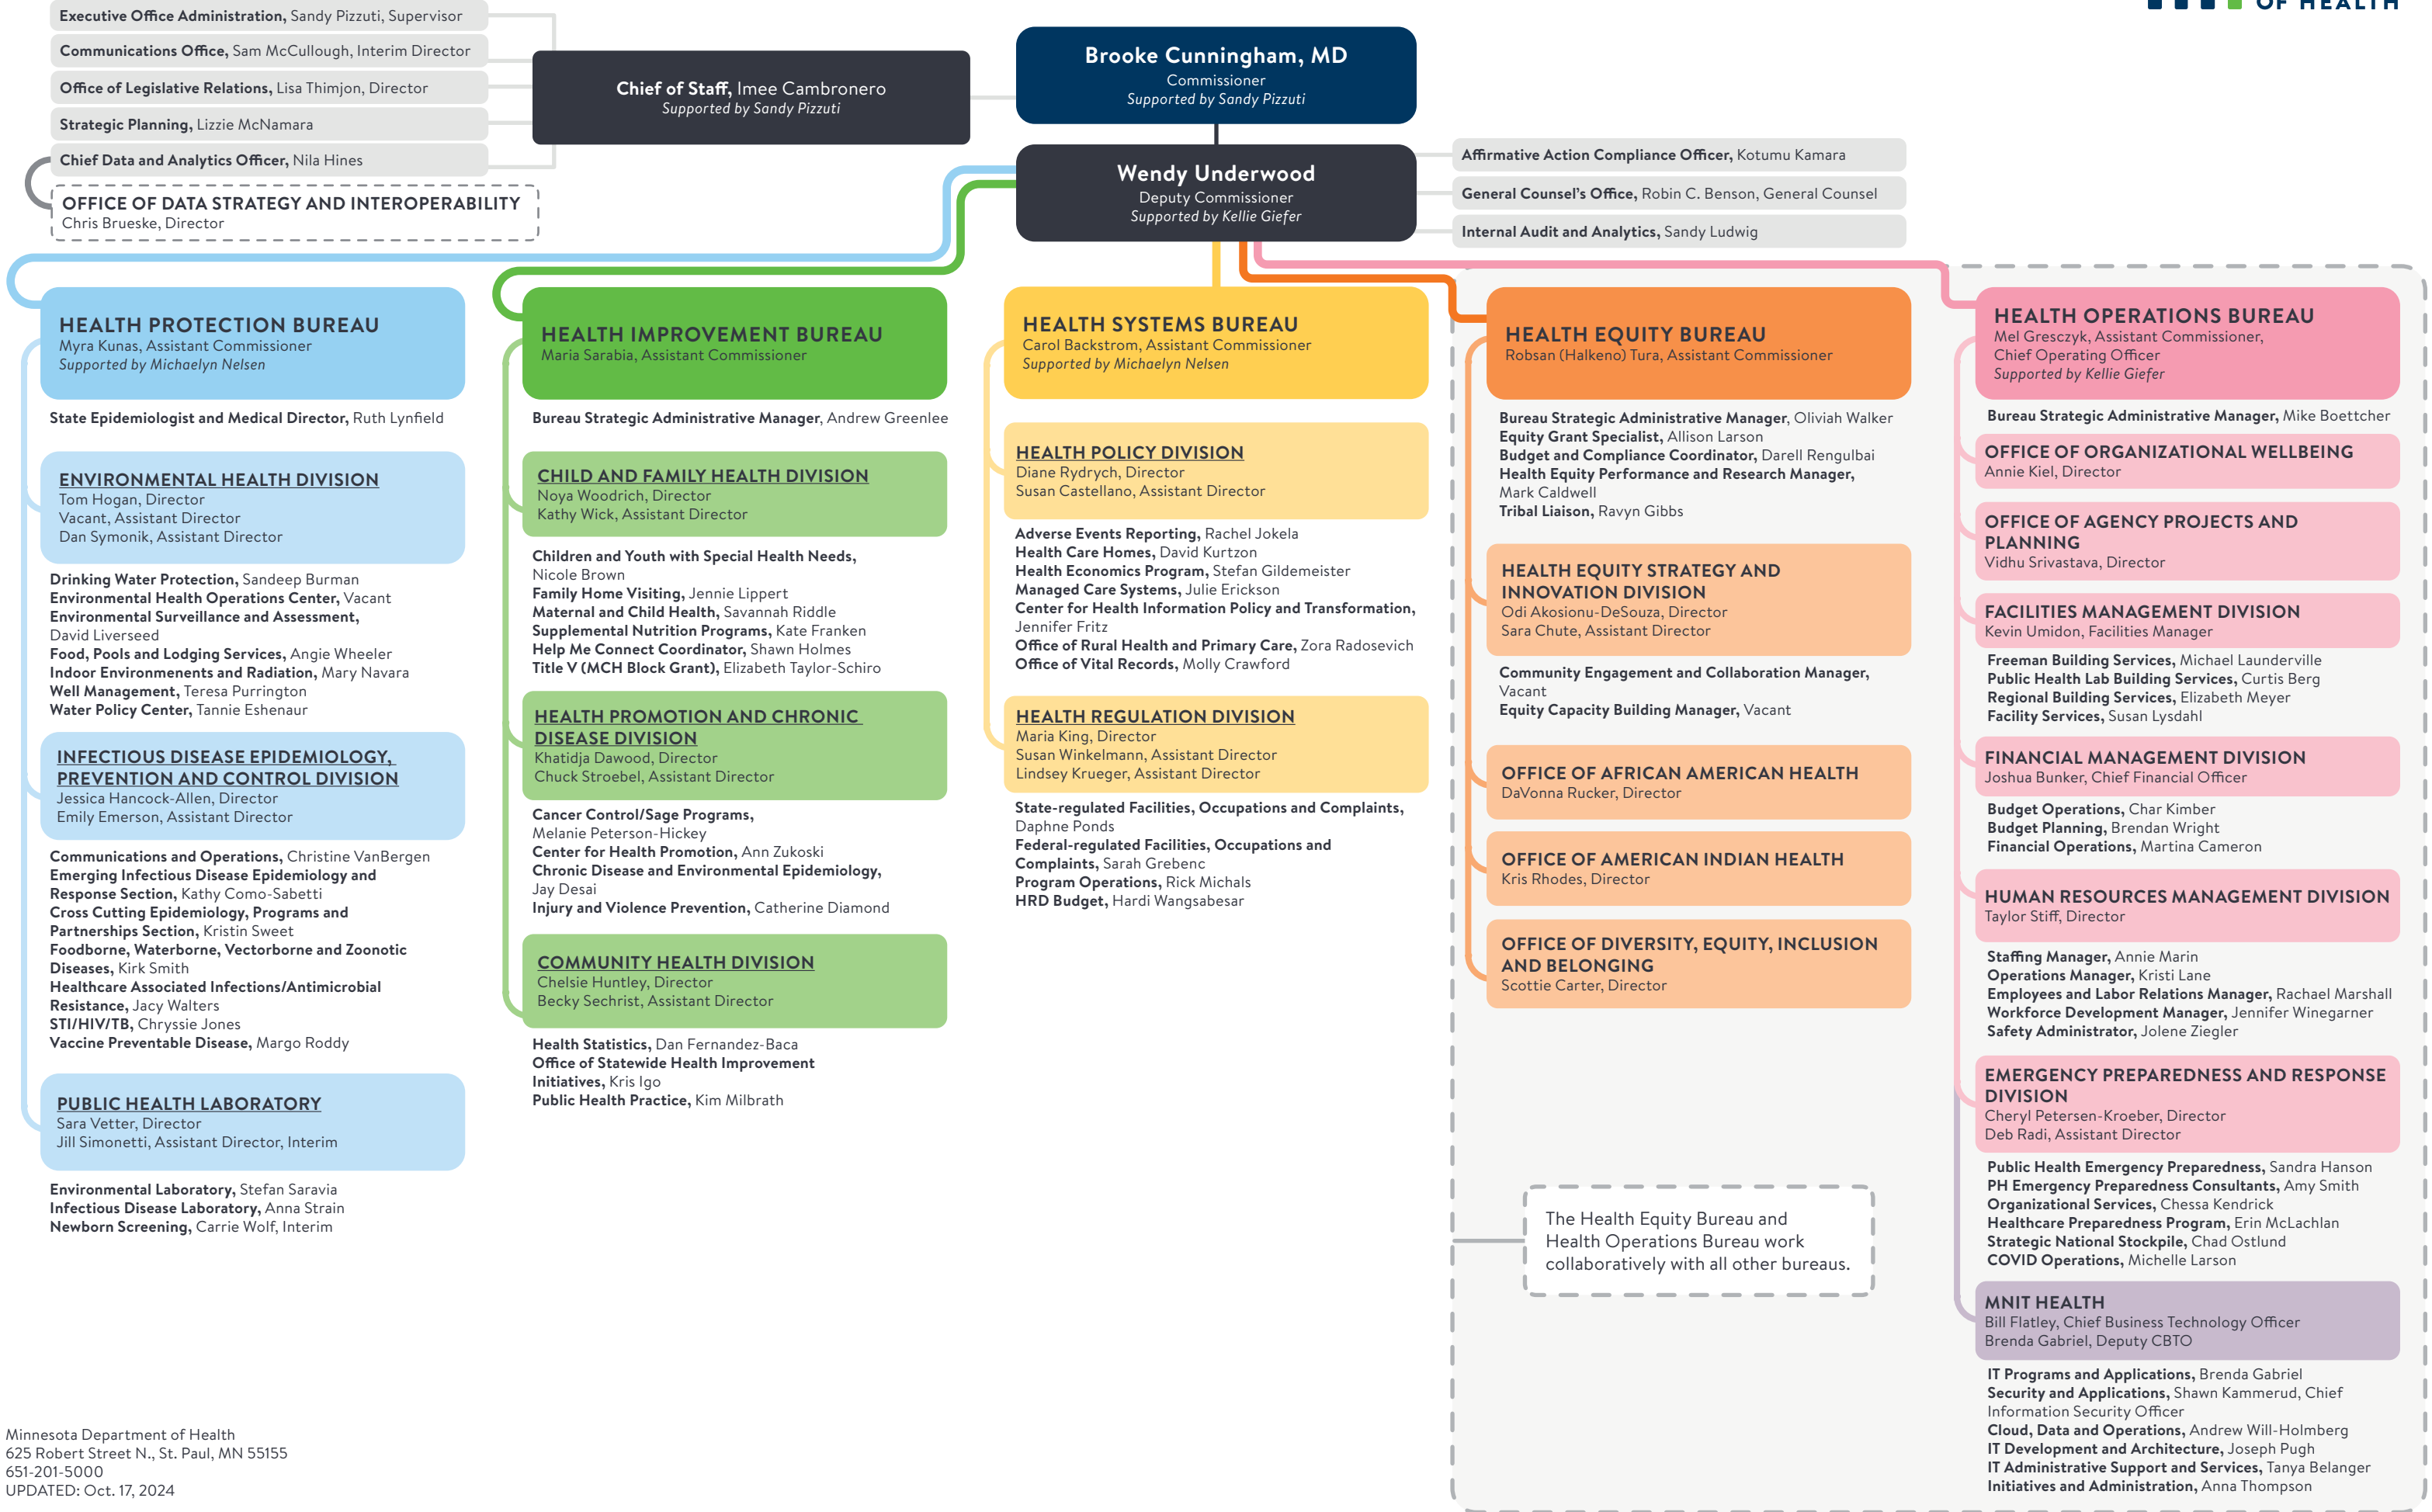 OF HEALTH
Executive Office Administration, Sandy Pizzuti, Supervisor
Communications Office, Sam McCullough, Interim Director
Office of Legislative Relations, Lisa Thimjon, Director
Strategic Planning, Lizzie McNamara
Chief Data and Analytics Officer, Nila Hines
OFFICE OF DATA STRATEGY AND INTEROPERABILITY
Chris Brueske, Director
Chief of Staff, Imee Cambronero
Supported by Sandy Pizzuti
Brooke Cunningham, MD
Commissioner
Supported by Sandy Pizzuti
Wendy Underwood
Deputy Commissioner
Supported by Kellie Giefer
Affirmative Action Compliance Officer, Kotumu Kamara
General Counsel's Office, Robin C. Benson, General Counsel
Internal Audit and Analytics, Sandy Ludwig
HEALTH PROTECTION BUREAU
Myra Kunas, Assistant Commissioner
Supported by Michaelyn Nelsen
State Epidemiologist and Medical Director, Ruth Lynfield
ENVIRONMENTAL HEALTH DIVISION
Tom Hogan, Director
Vacant, Assistant Director
Dan Symonik, Assistant Director
Drinking Water Protection, Sandeep Burman
Environmental Health Operations Center, Vacant
Environmental Surveillance and Assessment,
David Liverseed
Food, Pools and Lodging Services, Angie Wheeler
Indoor Environmenents and Radiation, Mary Navara
Well Management, Teresa Purrington
Water Policy Center, Tannie Eshenaur
INFECTIOUS DISEASE EPIDEMIOLOGY,
PREVENTION AND CONTROL DIVISION
Jessica Hancock-Allen, Director
Emily Emerson, Assistant Director
Communications and Operations, Christine VanBergen
Emerging Infectious Disease Epidemiology and
Response Section, Kathy Como-Sabetti
Cross Cutting Epidemiology, Programs and
Partnerships Section, Kristin Sweet
Foodborne, Waterborne, Vectorborne and Zoonotic
Diseases, Kirk Smith
Healthcare Associated Infections/Antimicrobial
Resistance, Jacy Walters
STI/HIV/TB, Chryssie Jones
Vaccine Preventable Disease, Margo Roddy
PUBLIC HEALTH LABORATORY
Sara Vetter, Director
Jill Simonetti, Assistant Director, Interim
Environmental Laboratory, Stefan Saravia
Infectious Disease Laboratory, Anna Strain
Newborn Screening, Carrie Wolf, Interim
HEALTH IMPROVEMENT BUREAU
Maria Sarabia, Assistant Commissioner
Bureau Strategic Administrative Manager, Andrew Greenlee
CHILD AND FAMILY HEALTH DIVISION
Noya Woodrich, Director
Kathy Wick, Assistant Director
Children and Youth with Special Health Needs,
Nicole Brown
Family Home Visiting, Jennie Lippert
Maternal and Child Health, Savannah Riddle
Supplemental Nutrition Programs, Kate Franken
Help Me Connect Coordinator, Shawn Holmes
Title V (MCH Block Grant), Elizabeth Taylor-Schiro
HEALTH PROMOTION AND CHRONIC
DISEASE DIVISION
Khatidja Dawood, Director
Chuck Stroebel, Assistant Director
Cancer Control/Sage Programs,
Melanie Peterson-Hickey
Center for Health Promotion, Ann Zukoski
Chronic Disease and Environmental Epidemiology,
Jay Desai
Injury and Violence Prevention, Catherine Diamond
COMMUNITY HEALTH DIVISION
Chelsie Huntley, Director
Becky Sechrist, Assistant Director
Health Statistics, Dan Fernandez-Baca
Office of Statewide Health Improvement
Initiatives, Kris Igo
Public Health Practice, Kim Milbrath
HEALTH SYSTEMS BUREAU
Carol Backstrom, Assistant Commissioner
Supported by Michaelyn Nelsen
HEALTH POLICY DIVISION
Diane Rydrych, Director
Susan Castellano, Assistant Director
Adverse Events Reporting, Rachel Jokela
Health Care Homes, David Kurtzon
Health Economics Program, Stefan Gildemeister
Managed Care Systems, Julie Erickson
Center for Health Information Policy and Transformation,
Jennifer Fritz
Office of Rural Health and Primary Care, Zora Radosevich
Office of Vital Records, Molly Crawford
HEALTH REGULATION DIVISION
Maria King, Director
Susan Winkelmann, Assistant Director
Lindsey Krueger, Assistant Director
State-regulated Facilities, Occupations and Complaints,
Daphne Ponds
Federal-regulated Facilities, Occupations and
Complaints, Sarah Grebenc
Program Operations, Rick Michals
HRD Budget, Hardi Wangsabesar
HEALTH EQUITY BUREAU
Robsan (Halkeno) Tura, Assistant Commissioner
Bureau Strategic Administrative Manager, Oliviah Walker
Equity Grant Specialist, Allison Larson
Budget and Compliance Coordinator, Darell Rengulbai
Health Equity Performance and Research Manager,
Mark Caldwell
Tribal Liaison, Ravyn Gibbs
HEALTH EQUITY STRATEGY AND
INNOVATION DIVISION
Odi Akosionu-DeSouza, Director
Sara Chute, Assistant Director
Community Engagement and Collaboration Manager,
Vacant
Equity Capacity Building Manager, Vacant
OFFICE OF AFRICAN AMERICAN HEALTH
DaVonna Rucker, Director
OFFICE OF AMERICAN INDIAN HEALTH
Kris Rhodes, Director
OFFICE OF DIVERSITY, EQUITY, INCLUSION
AND BELONGING
Scottie Carter, Director
The Health Equity Bureau and
Health Operations Bureau work
collaboratively with all other bureaus.
HEALTH OPERATIONS BUREAU
Mel Gresczyk, Assistant Commissioner,
Chief Operating Officer
Supported by Kellie Giefer
Bureau Strategic Administrative Manager, Mike Boettcher
OFFICE OF ORGANIZATIONAL WELLBEING
Annie Kiel, Director
OFFICE OF AGENCY PROJECTS AND
PLANNING
Vidhu Srivastava, Director
FACILITIES MANAGEMENT DIVISION
Kevin Umidon, Facilities Manager
Freeman Building Services, Michael Launderville
Public Health Lab Building Services, Curtis Berg
Regional Building Services, Elizabeth Meyer
Facility Services, Susan Lysdahl
FINANCIAL MANAGEMENT DIVISION
Joshua Bunker, Chief Financial Officer
Budget Operations, Char Kimber
Budget Planning, Brendan Wright
Financial Operations, Martina Cameron
HUMAN RESOURCES MANAGEMENT DIVISION
Taylor Stiff, Director
Staffing Manager, Annie Marin
Operations Manager, Kristi Lane
Employees and Labor Relations Manager, Rachael Marshall
Workforce Development Manager, Jennifer Winegarner
Safety Administrator, Jolene Ziegler
EMERGENCY PREPAREDNESS AND RESPONSE
DIVISION
Cheryl Petersen-Kroeber, Director
Deb Radi, Assistant Director
Public Health Emergency Preparedness, Sandra Hanson
PH Emergency Preparedness Consultants, Amy Smith
Organizational Services, Chessa Kendrick
Healthcare Preparedness Program, Erin McLachlan
Strategic National Stockpile, Chad Ostlund
COVID Operations, Michelle Larson
MNIT HEALTH
Bill Flatley, Chief Business Technology Officer
Brenda Gabriel, Deputy CBTO
IT Programs and Applications, Brenda Gabriel
Security and Applications, Shawn Kammerud, Chief
Information Security Officer
Cloud, Data and Operations, Andrew Will-Holmberg
IT Development and Architecture, Joseph Pugh
IT Administrative Support and Services, Tanya Belanger
Initiatives and Administration, Anna Thompson
Minnesota Department of Health
625 Robert Street N., St. Paul, MN 55155
651-201-5000
UPDATED: Oct. 17, 2024